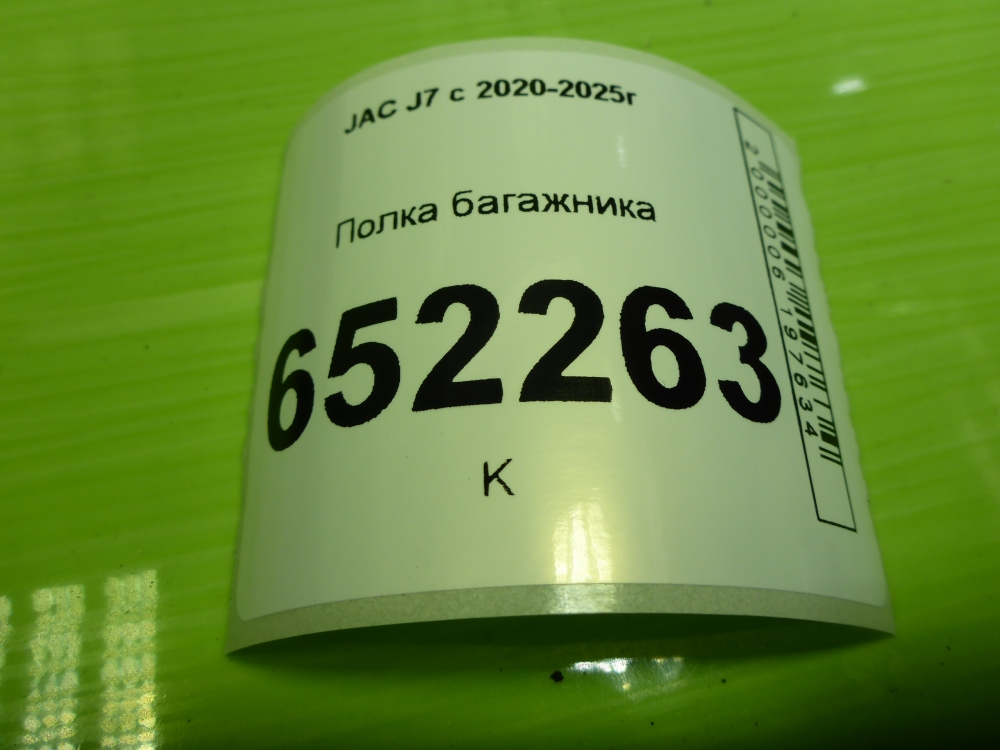 JAC J7 с 2020-2025г
Полка багажника
652263
К
2000006197634